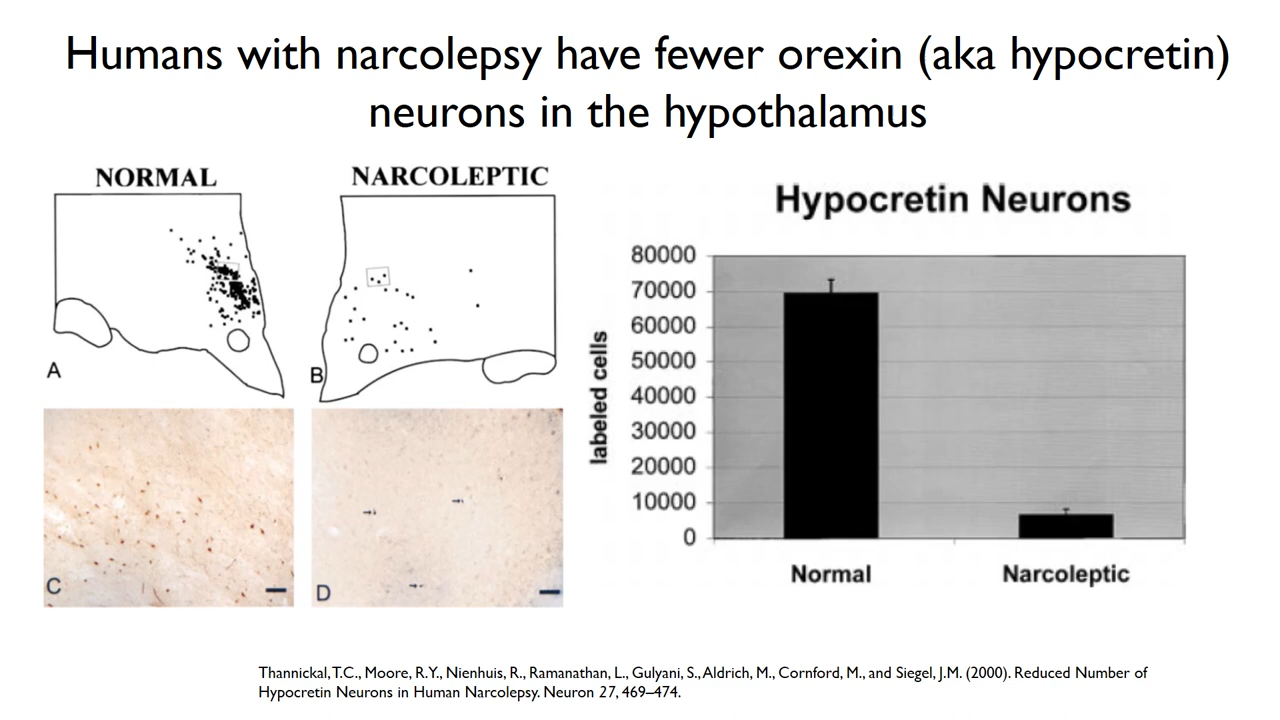 Humans with narcolepsy have fewer orexin (aka hypocretin)
neurons in the hypothalamus
NORMAL
NARCOLEPTIC
A
B
C
D
Hypocretin Neurons
labeled cells
80000
70000
60000
50000
40000
30000
20000
10000
0
Normal
Narcoleptic
Thannickal, T.C., Moore, R.Y., Nienhuis, R., Ramanathan, L., Gulyani, S., Aldrich, M., Cornford, M., and Siegel, J.M. (2000). Reduced Number of
Hypocretin Neurons in Human Narcolepsy. Neuron 27, 469–474.